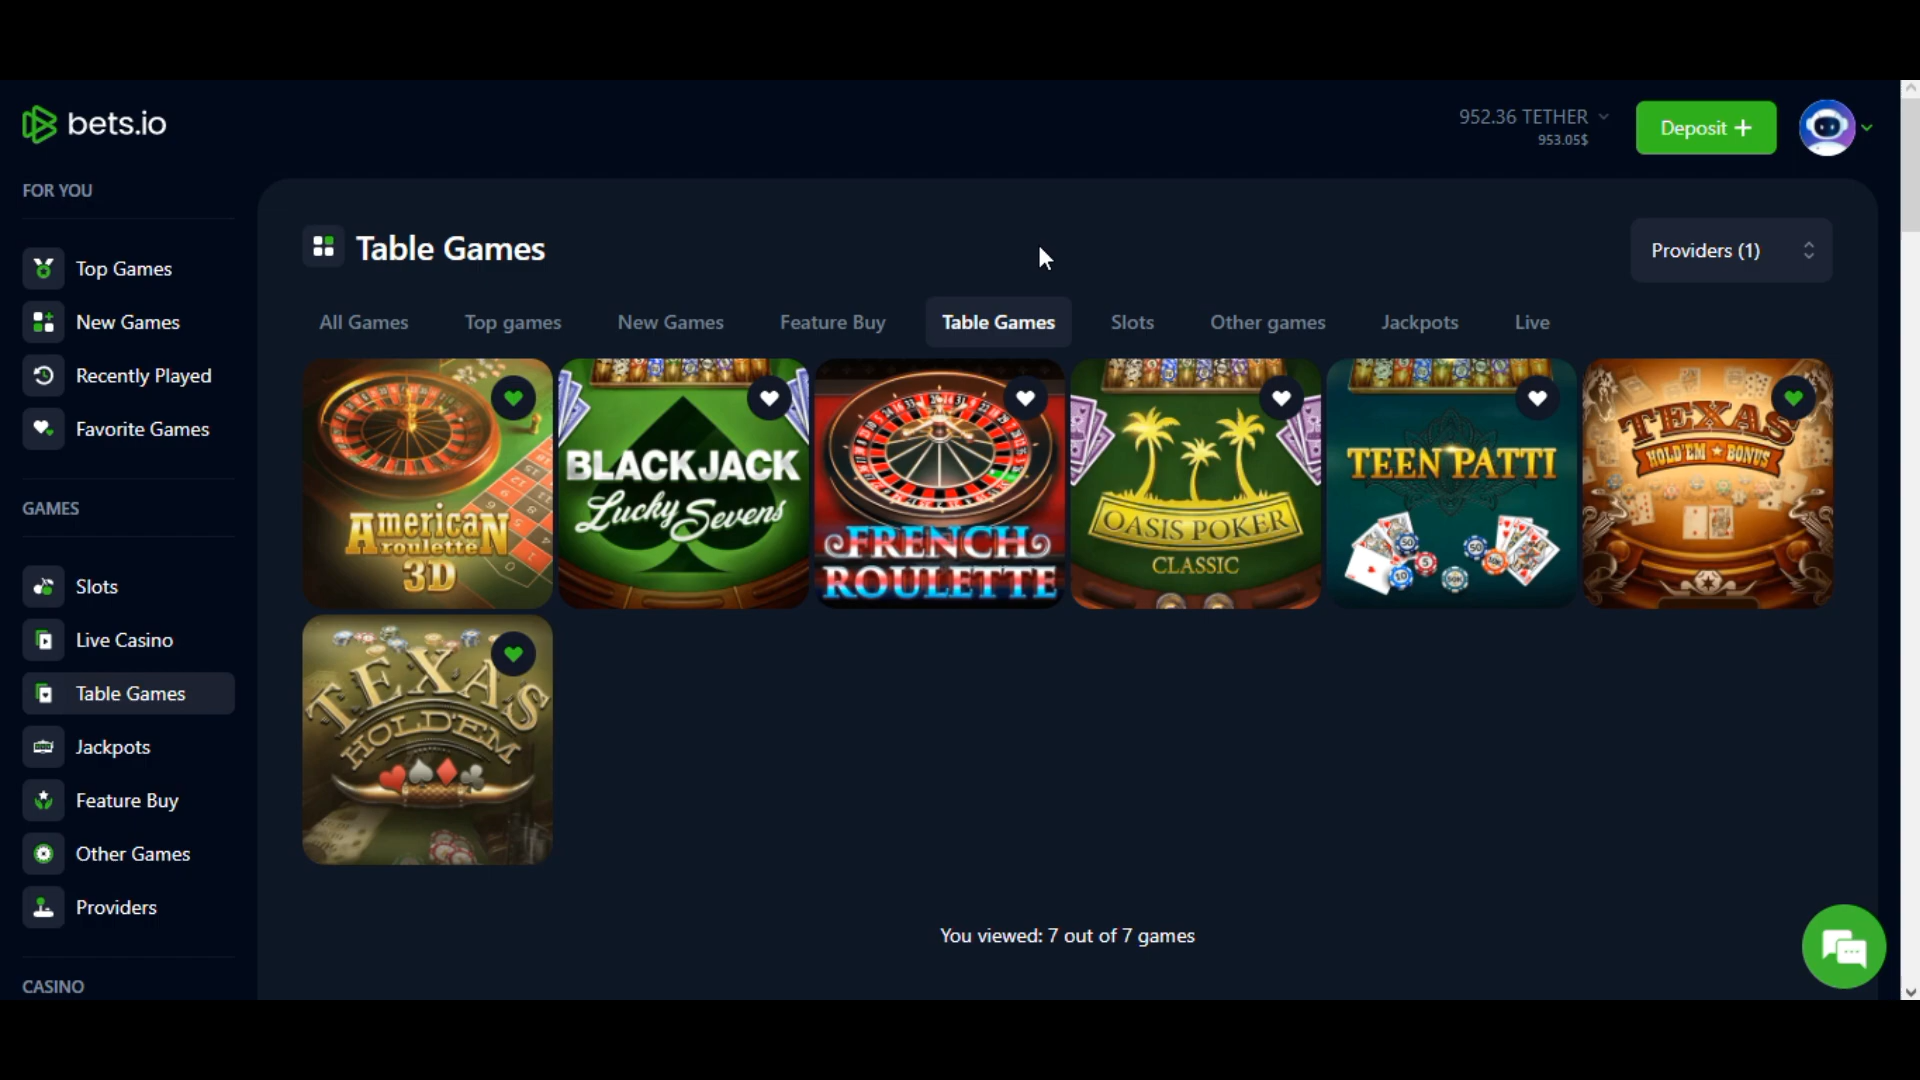 bets.io
952.36 TETHER
953.05$
Deposit +
FOR YOU
Top Games
New Games
Recently Played
Favorite Games
GAMES
Slots
Live Casino
Table Games
Jackpots
Feature Buy
Other Games
Providers
CASINO
Table Games
Providers (1)
All Games Top games New Games Feature Buy Table Games Slots Other games Jackpots Live
American
roulette
3D
BLACKJACK
Lucky Sevens
FRENCH
ROULETTE
OASIS POKER
CLASSIC
TEEN PATTI
TEXAS
HOLD'EM ★ BONUS
TEXAS
HOLD'EM
You viewed: 7 out of 7 games